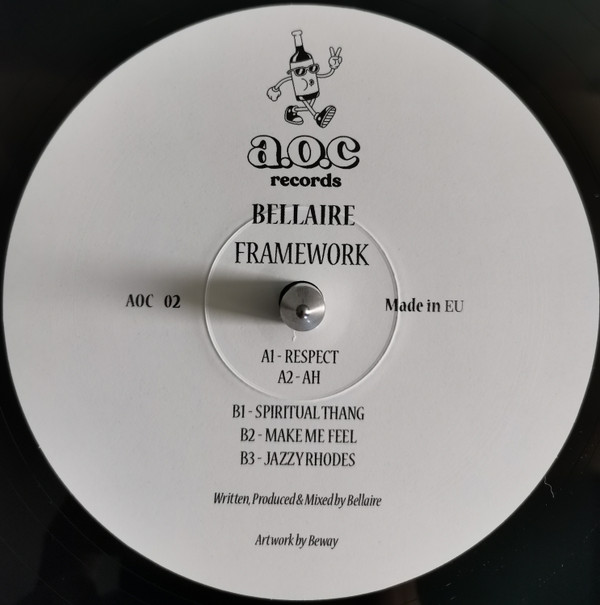 a.o.c
records
BELLAIRE
FRAMEWORK
AOC 02
Made in EU
A1 - RESPECT
A2 - AH
B1 - SPIRITUAL THANG
B2 - MAKE ME FEEL
B3 - JAZZY RHODES
Written, Produced & Mixed by Bellaire
Artwork by Beway